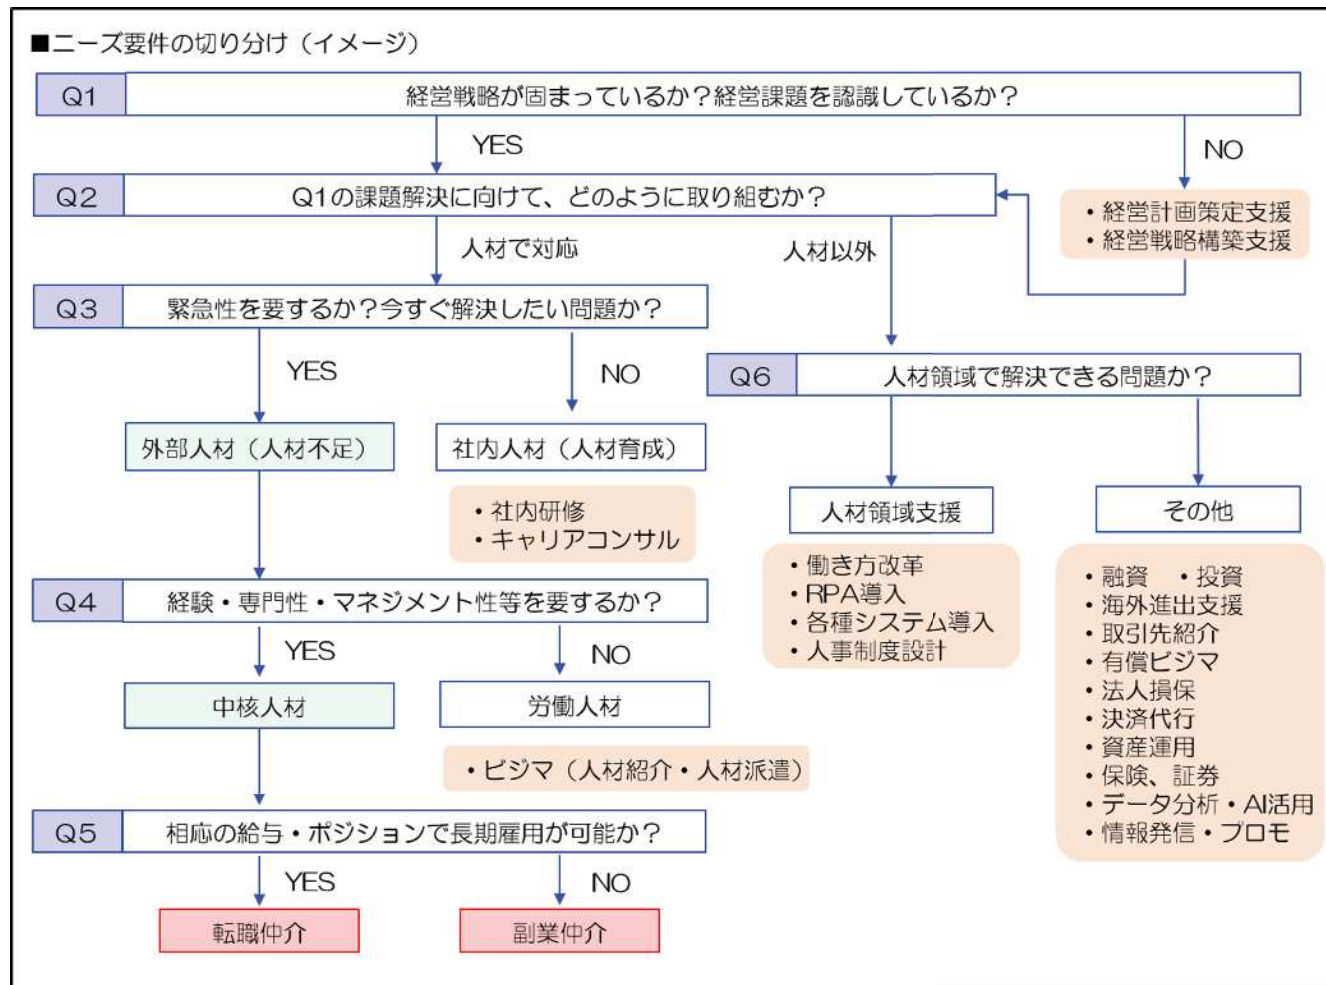 ■ニーズ要件の切り分け（イメージ）
Q1 経営戦略が固まっているか？経営課題を認識しているか？
YES
NO
Q2 Q1の課題解決に向けて、どのように取り組むか？
・経営計画策定支援
・経営戦略構築支援
人材で対応
人材以外
Q3 緊急性を要するか？今すぐ解決したい問題か？
YES
NO
Q6 人材領域で解決できる問題か？
外部人材（人材不足）
社内人材（人材育成）
・社内研修
・キャリアコンサル
人材領域支援
その他
・働き方改革
・RPA導入
・各種システム導入
・人事制度設計
・融資　・投資
・海外進出支援
・取引先紹介
・有償ビジマ
・法人損保
・決済代行
・資産運用
・保険、証券
・データ分析・AI活用
・情報発信・プロモ
Q4 経験・専門性・マネジメント性等を要するか？
YES
NO
中核人材
労働人材
・ビジマ（人材紹介・人材派遣）
Q5 相応の給与・ポジションで長期雇用が可能か？
YES
NO
転職仲介
副業仲介